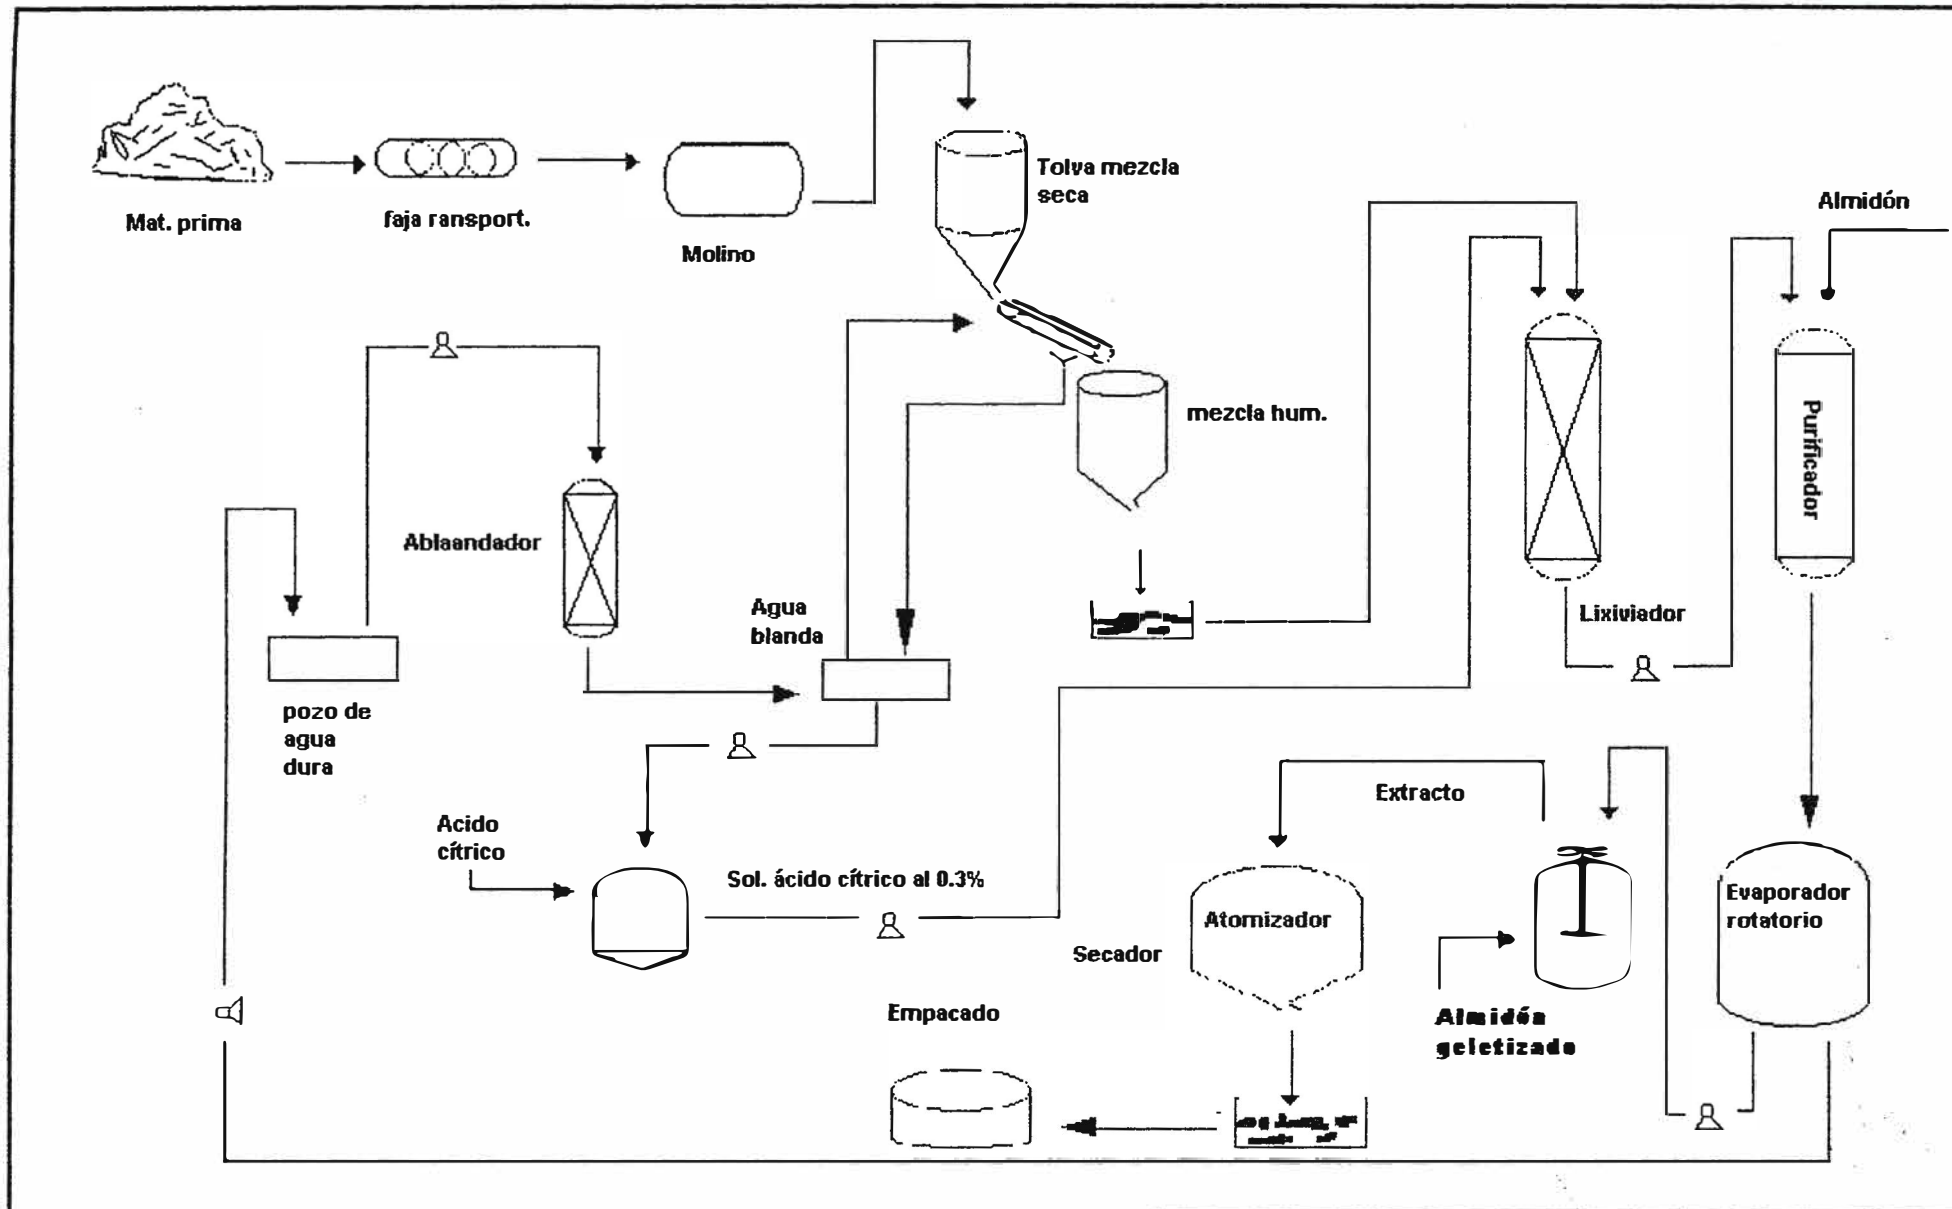 Mat. prima
faja ransport.
Molino
Tolva mezcla
seca
Almidón
mezcla hum.
Purificador
Ablaandador
Agua
blanda
Lixiviador
pozo de
agua
dura
Extracto
Acido
cítrico
Sol. ácido cítrico al 0.3%
Evaporador
rotatorio
Atomizador
Secador
Empacado
Almidón
geletizado